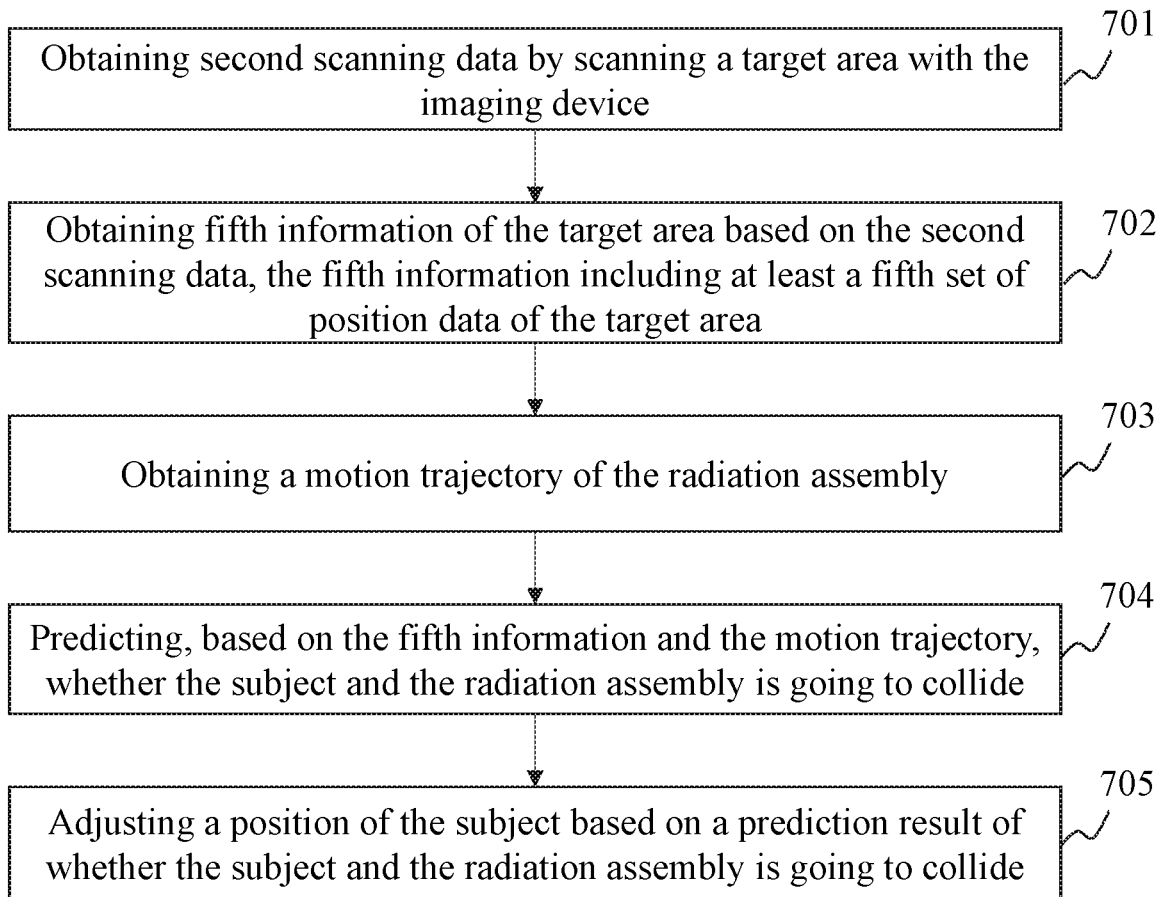 701
Obtaining second scanning data by scanning a target area with the
imaging device
702
Obtaining fifth information of the target area based on the second
scanning data, the fifth information including at least a fifth set of
position data of the target area
703
Obtaining a motion trajectory of the radiation assembly
704
Predicting, based on the fifth information and the motion trajectory,
whether the subject and the radiation assembly is going to collide
705
Adjusting a position of the subject based on a prediction result of
whether the subject and the radiation assembly is going to collide